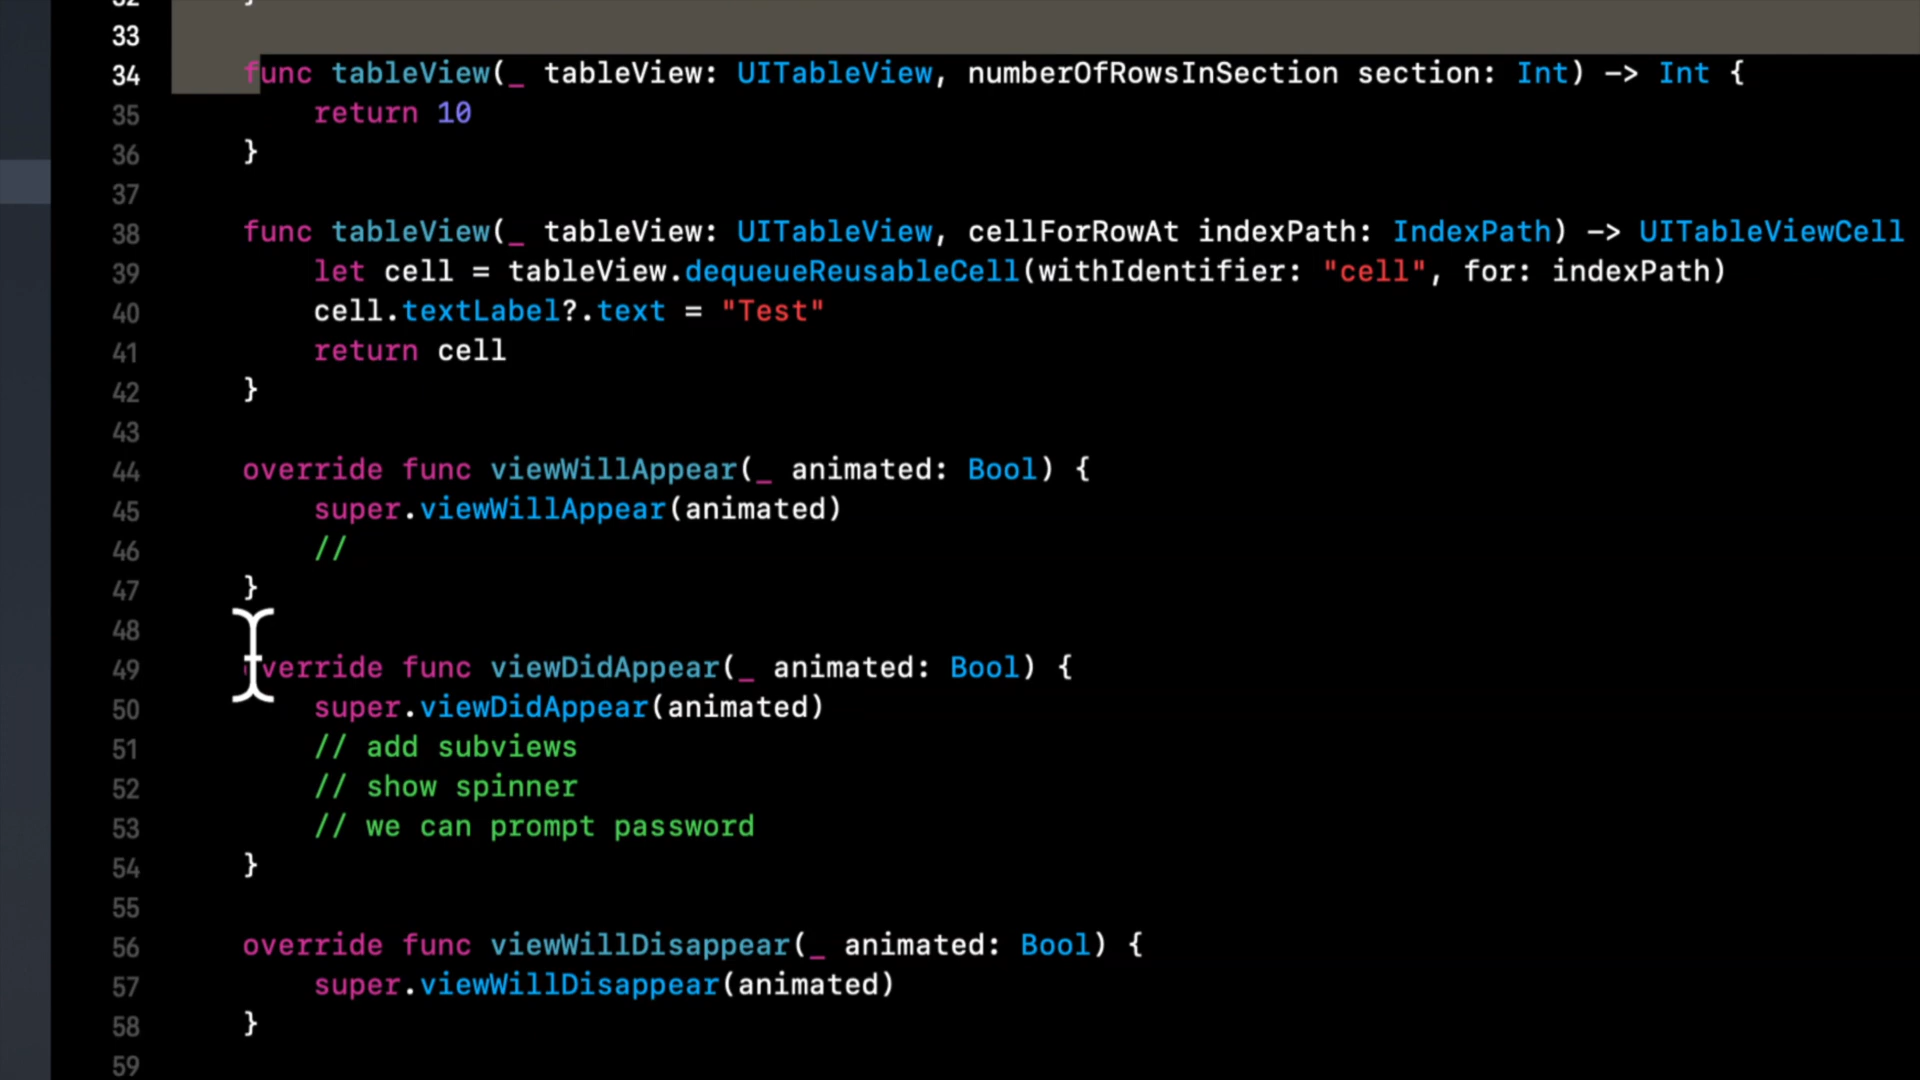 33
34 func tableView(_ tableView: UITableView, numberOfRowsInSection section: Int) -> Int {
35 return 10
36 }
37
38 func tableView(_ tableView: UITableView, cellForRowAt indexPath: IndexPath) -> UITableViewCell
39 let cell = tableView.dequeueReusableCell(withIdentifier: "cell", for: indexPath)
40 cell.textLabel?.text = "Test"
41 return cell
42 }
43
44 override func viewWillAppear(_ animated: Bool) {
45 super.viewWillAppear(animated)
46 //
47 }
48
49 override func viewDidAppear(_ animated: Bool) {
50 super.viewDidAppear(animated)
51 // add subviews
52 // show spinner
53 // we can prompt password
54 }
55
56 override func viewWillDisappear(_ animated: Bool) {
57 super.viewWillDisappear(animated)
58 }
59